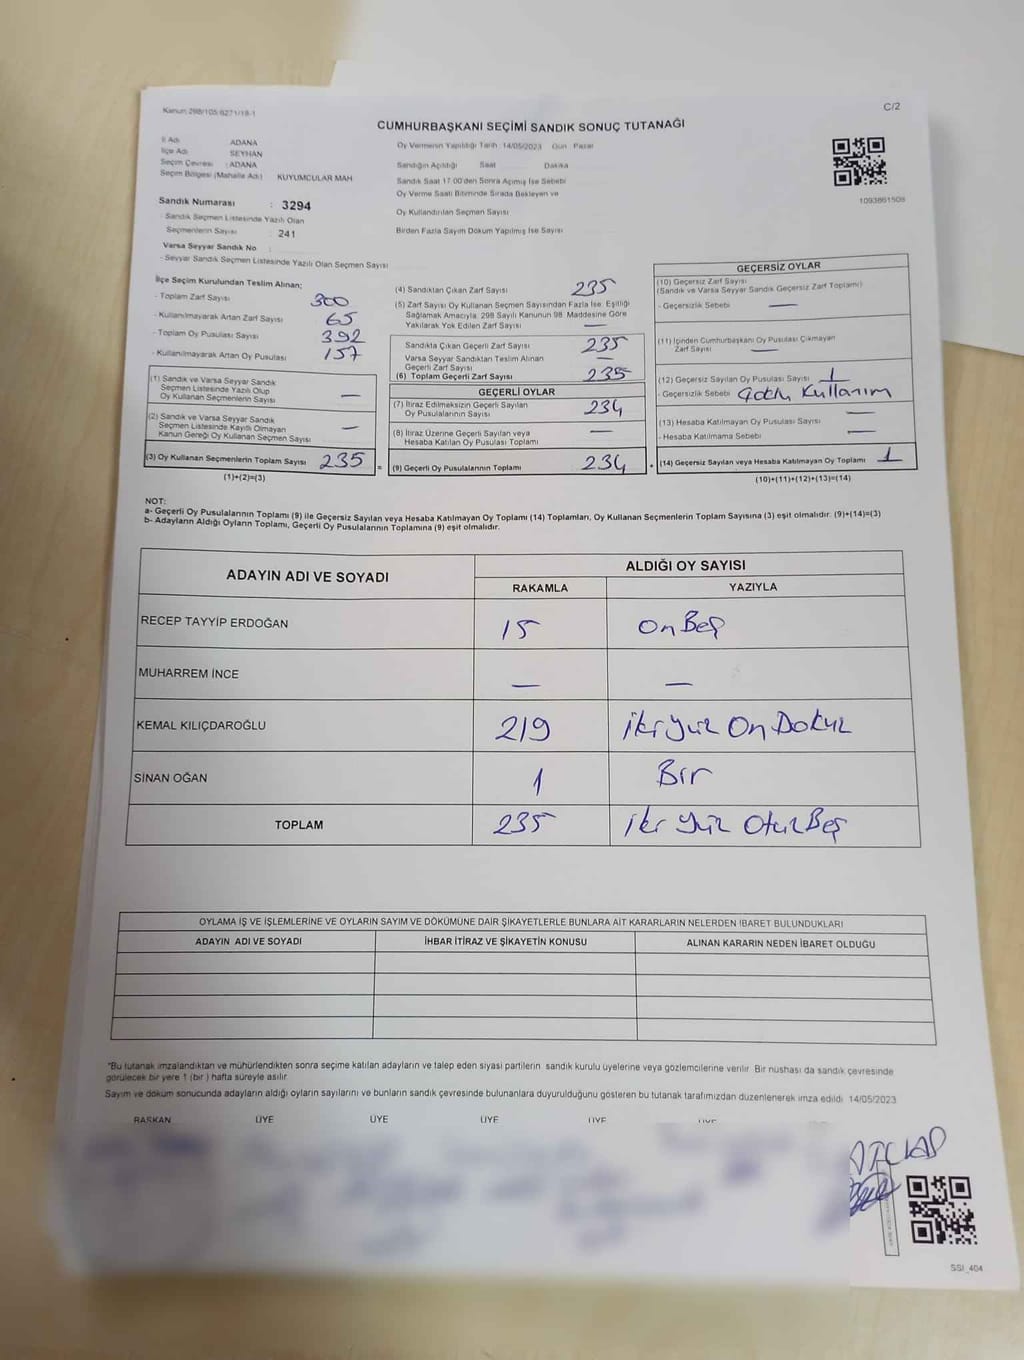 Kanun:298/105 6271/18-1
C/2
CUMHURBAŞKANI SEÇİMİ SANDIK SONUÇ TUTANAĞI
İl Adı ADANA
İlçe Adı SEYHAN
Seçim Çevresi : ADANA
Seçim Bölgesi (Mahalle Adı) KUYUMCULAR MAH
Sandık Numarası : 3294
- Sandık Seçmen Listesinde Yazılı Olan
Seçmenlerin Sayısı : 241
Varsa Seyyar Sandık No :
- Seyyar Sandık Seçmen Listesinde Yazılı Olan Seçmen Sayısı
Oy Vermenin Yapıldığı Tarih : 14/05/2023 Gün : Pazar
Sandığın Açıldığı Saat Dakika
Sandık Saat 17:00'den Sonra Açılmış İse Sebebi
Oy Verme Saati Bitiminde Sırada Bekleyen ve
Oy Kullandırılan Seçmen Sayısı
Birden Fazla Sayım Döküm Yapılmış İse Sayısı
1093861508
İlçe Seçim Kurulundan Teslim Alınan;
- Toplam Zarf Sayısı 300
- Kullanılmayarak Artan Zarf Sayısı 65
- Toplam Oy Pusulası Sayısı 392
- Kullanılmayarak Artan Oy Pusulası 157
(1) Sandık ve Varsa Seyyar Sandık
Seçmen Listesinde Yazılı Olup
Oy Kullanan Seçmenlerin Sayısı —
(2) Sandık ve Varsa Seyyar Sandık
Seçmen Listesinde Kayıtlı Olmayan
Kanun Gereği Oy Kullanan Seçmen Sayısı —
(3) Oy Kullanan Seçmenlerin Toplam Sayısı 235 =
(1)+(2)=(3)
(4) Sandıktan Çıkan Zarf Sayısı 235
(5) Zarf Sayısı Oy Kullanan Seçmen Sayısından Fazla İse, Eşitliği
Sağlamak Amacıyla, 298 Sayılı Kanunun 98. Maddesine Göre
Yakılarak Yok Edilen Zarf Sayısı —
Sandıkta Çıkan Geçerli Zarf Sayısı 235
Varsa Seyyar Sandıktan Teslim Alınan
Geçerli Zarf Sayısı —
(6) Toplam Geçerli Zarf Sayısı 235
GEÇERLİ OYLAR
(7) İtiraz Edilmeksizin Geçerli Sayılan
Oy Pusulalarının Sayısı 234
(8) İtiraz Üzerine Geçerli Sayılan veya
Hesaba Katılan Oy Pusulası Toplamı —
(9) Geçerli Oy Pusulalarının Toplamı 234 +
GEÇERSİZ OYLAR
(10) Geçersiz Zarf Sayısı
(Sandık ve Varsa Seyyar Sandık Geçersiz Zarf Toplamı)
- Geçersizlik Sebebi —
(11) İçinden Cumhurbaşkanı Oy Pusulası Çıkmayan
Zarf Sayısı —
(12) Geçersiz Sayılan Oy Pusulası Sayısı 1
- Geçersizlik Sebebi Çoklu Kullanım
(13) Hesaba Katılmayan Oy Pusulası Sayısı —
- Hesaba Katılmama Sebebi —
(14) Geçersiz Sayılan veya Hesaba Katılmayan Oy Toplamı 1
(10)+(11)+(12)+(13)=(14)
NOT:
a- Geçerli Oy Pusulalarının Toplamı (9) ile Geçersiz Sayılan veya Hesaba Katılmayan Oy Toplamı (14) Toplamları, Oy Kullanan Seçmenlerin Toplam Sayısına (3) eşit olmalıdır. (9)+(14)=(3)
b- Adayların Aldığı Oyların Toplamı, Geçerli Oy Pusulalarının Toplamına (9) eşit olmalıdır.
ADAYIN ADI VE SOYADI ALDIĞI OY SAYISI
RAKAMLA YAZIYLA
RECEP TAYYİP ERDOĞAN 15 On Beş
MUHARREM İNCE — —
KEMAL KILIÇDAROĞLU 219 İki Yüz On Dokuz
SİNAN OĞAN 1 Bir
TOPLAM 235 İki Yüz Otuz Beş
OYLAMA İŞ VE İŞLEMLERİNE VE OYLARIN SAYIM VE DÖKÜMÜNE DAİR ŞİKAYETLERLE BUNLARA AİT KARARLARIN NELERDEN İBARET BULUNDUKLARI
ADAYIN ADI VE SOYADI İHBAR İTİRAZ VE ŞİKAYETİN KONUSU ALINAN KARARIN NEDEN İBARET OLDUĞU
*Bu tutanak imzalandıktan ve mühürlendikten sonra seçime katılan adayların ve talep eden siyasi partilerin sandık kurulu üyelerine veya gözlemcilerine verilir. Bir nüshası da sandık çevresinde
görülecek bir yere 1 (bir) hafta süreyle asılır.
Sayım ve döküm sonucunda adayların aldığı oyların sayılarını ve bunların sandık çevresinde bulunanlara duyurulduğunu gösteren bu tutanak tarafımızdan düzenlenerek imza edildi. 14/05/2023
BAŞKAN ÜYE ÜYE ÜYE ÜYE ÜYE
SSI_404